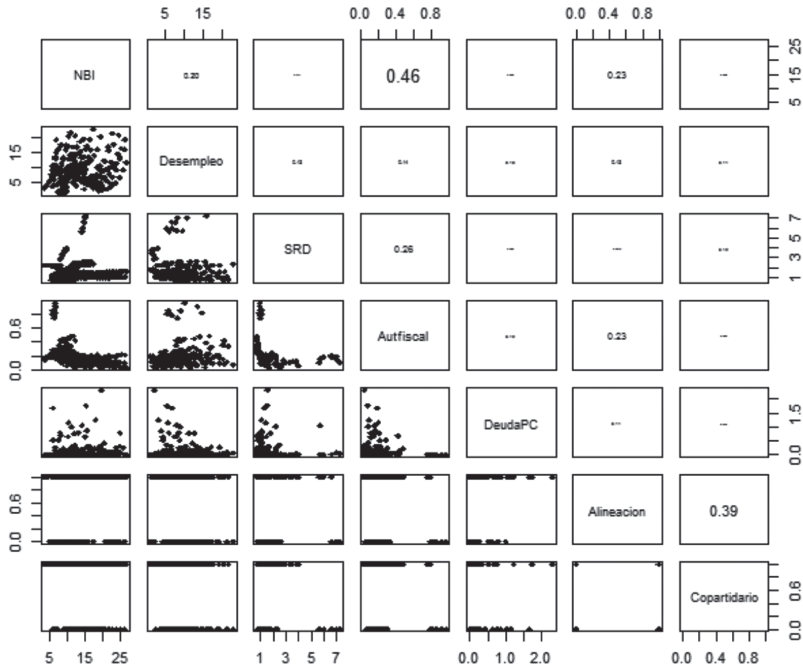 5 15 0.0 0.4 0.8 0.0 0.4 0.8
NBI 0.20 0.46 0.23 5 15 25
5 15 Desempleo
SRD 0.26 1 3 5 7
0.0 0.6 Autfiscal 0.23
DeudaPC 0.0 1.5
0.0 0.6 Alineacion 0.39
Copartidario 0.0 0.6
5 15 25 1 3 5 7 0.0 1.0 2.0 0.0 0.4 0.8